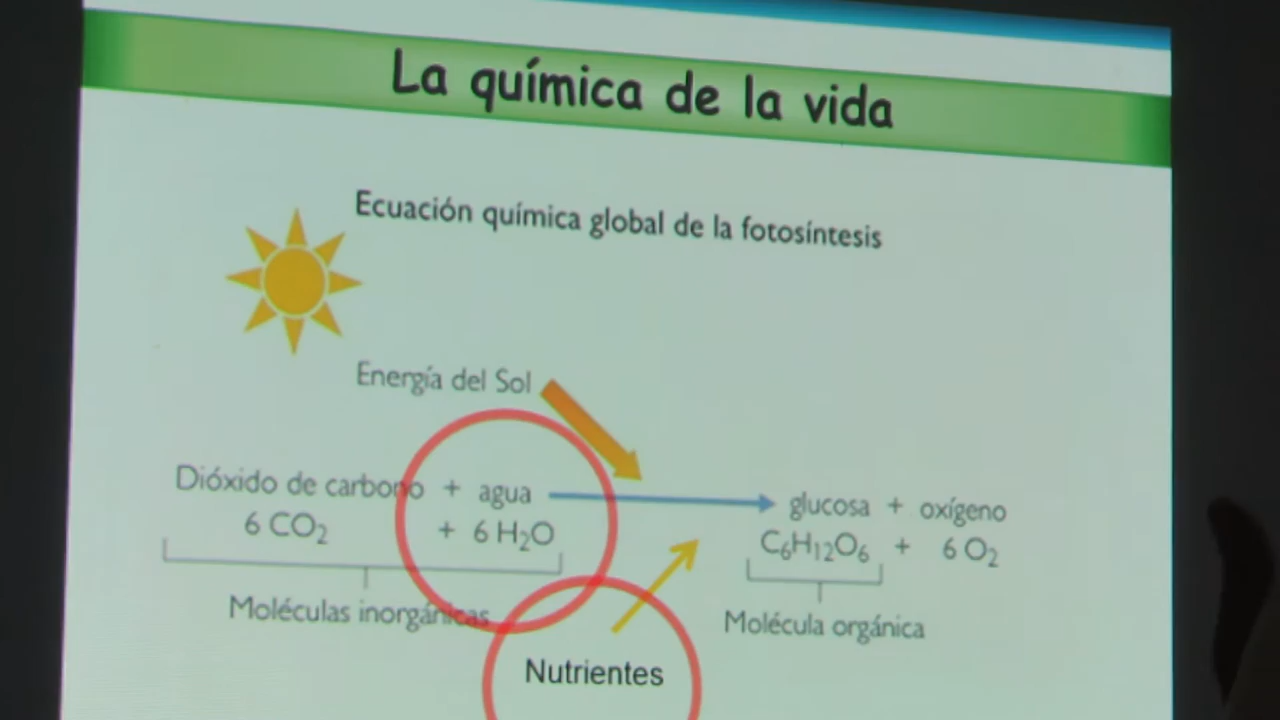 La química de la vida
Ecuación química global de la fotosíntesis
Energía del Sol
Dióxido de carbono + agua glucosa + oxígeno
6 CO₂ + 6 H₂O C₆H₁₂O₆ + 6 O₂
Moléculas inorgánicas Molécula orgánica
Nutrientes